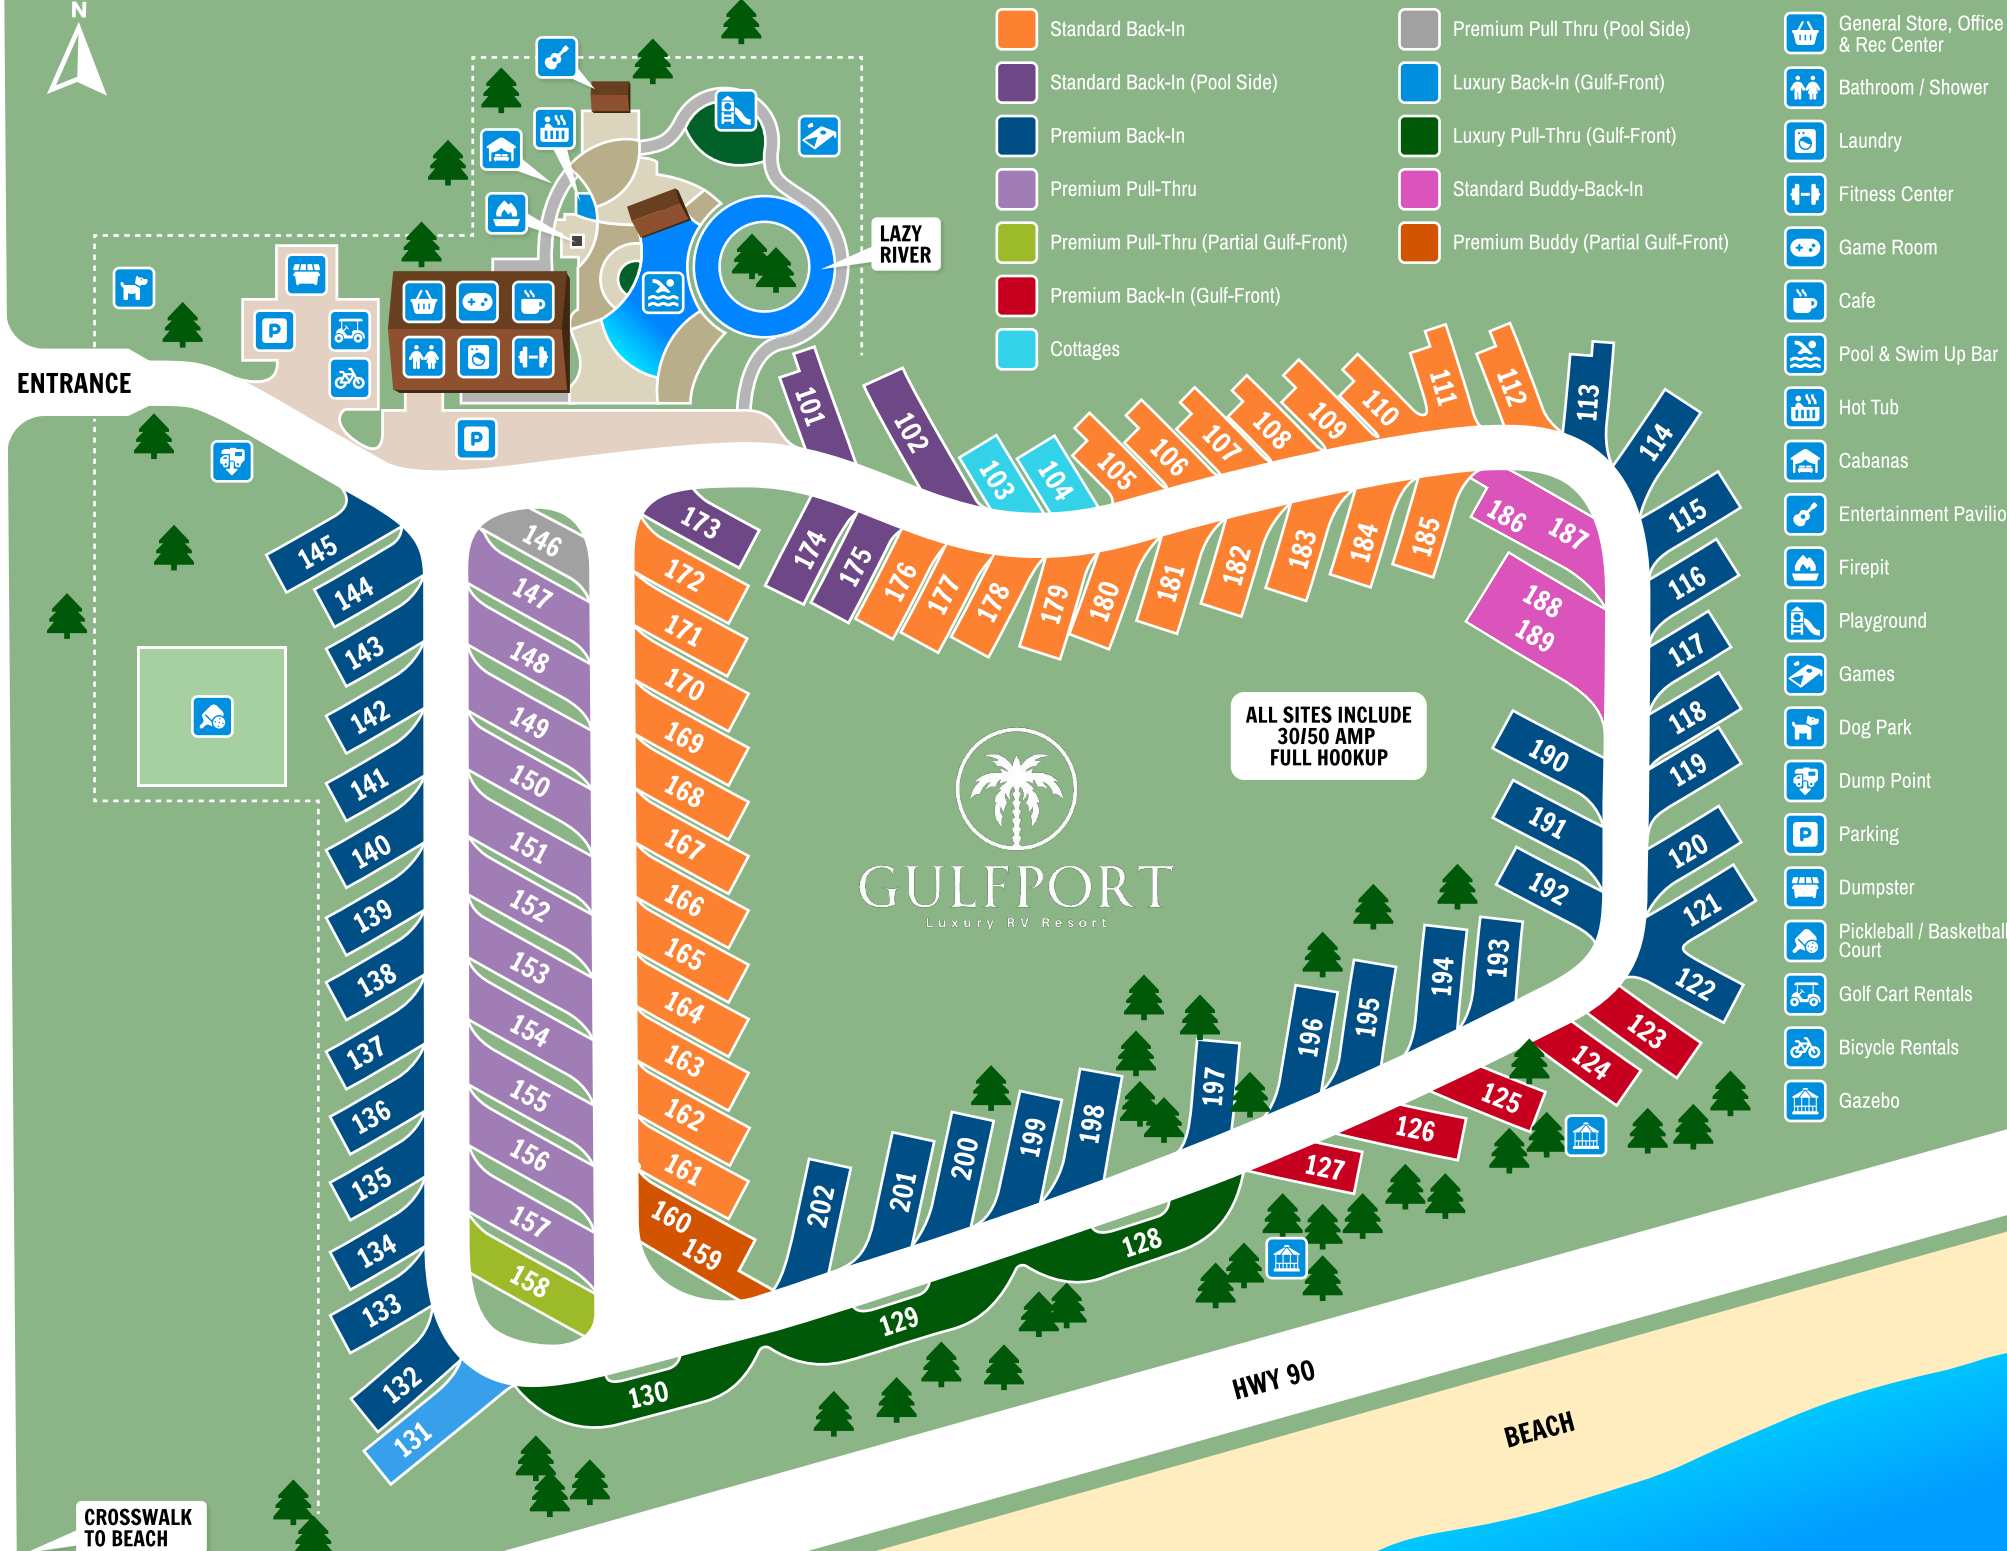 N
Standard Back-In
Standard Back-In (Pool Side)
Premium Back-In
Premium Pull-Thru
Premium Pull-Thru (Partial Gulf-Front)
Premium Back-In (Gulf-Front)
Cottages
Premium Pull Thru (Pool Side)
Luxury Back-In (Gulf-Front)
Luxury Pull-Thru (Gulf-Front)
Standard Buddy-Back-In
Premium Buddy (Partial Gulf-Front)
General Store, Office
& Rec Center
Bathroom / Shower
Laundry
Fitness Center
Game Room
Cafe
Pool & Swim Up Bar
Hot Tub
Cabanas
Entertainment Pavilio
Firepit
Playground
Games
Dog Park
Dump Point
P
Parking
Dumpster
Pickleball / Basketball
Court
Golf Cart Rentals
Bicycle Rentals
Gazebo
LAZY
RIVER
P
P
ENTRANCE
101
102
103
104
105
106
107
108
109
110
111
112
113
114
115
116
117
118
119
120
121
122
123
124
125
126
127
128
129
130
131
132
133
134
135
136
137
138
139
140
141
142
143
144
145
146
147
148
149
150
151
152
153
154
155
156
157
158
159
160
161
162
163
164
165
166
167
168
169
170
171
172
173
174
175
176
177
178
179
180
181
182
183
184
185
186
187
188
189
190
191
192
193
194
195
196
197
198
199
200
201
202
ALL SITES INCLUDE
30/50 AMP
FULL HOOKUP
GULFPORT
Luxury RV Resort
HWY 90
BEACH
CROSSWALK
TO BEACH